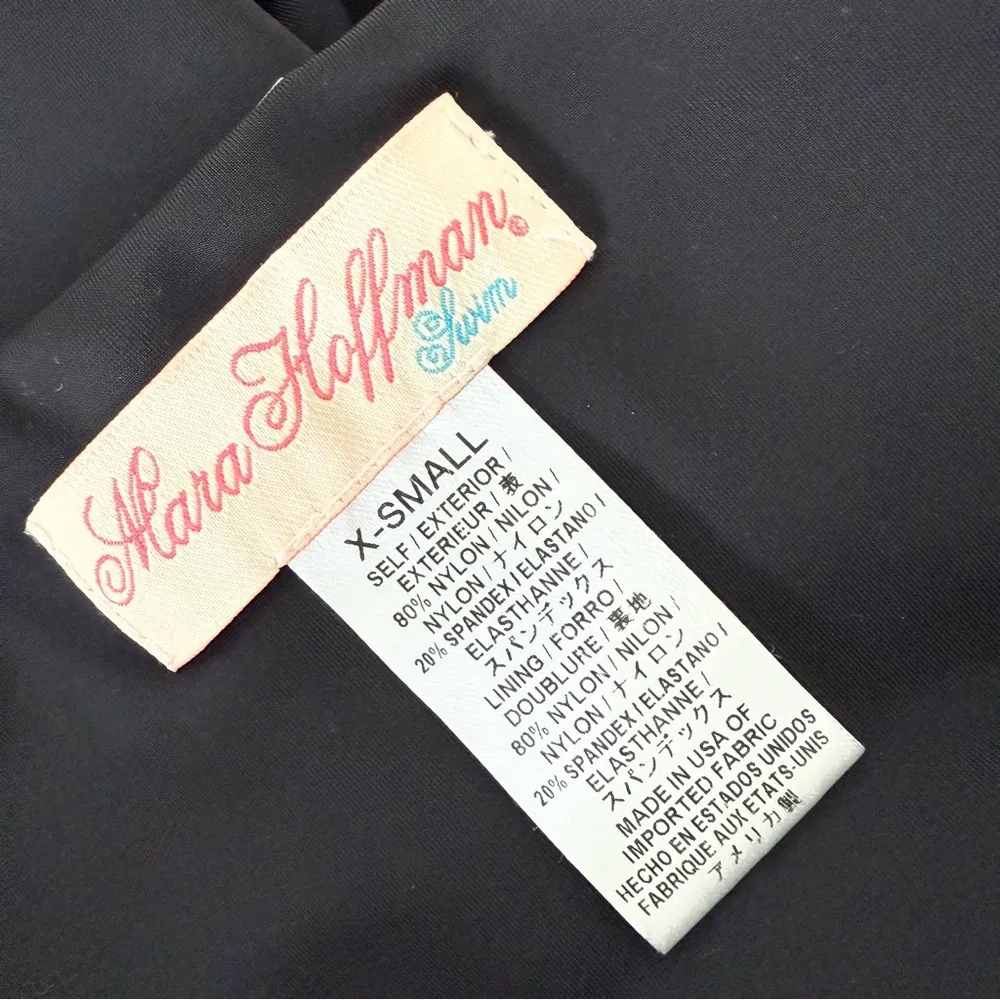 Mara Hoffman
Swim
X-SMALL
SELF / EXTERIOR /
EXTERIEUR / 表
80% NYLON / NILON /
NYLON / ナイロン
20% SPANDEX / ELASTANO /
ELASTHANNE /
スパンデックス
LINING / FORRO /
DOUBLURE / 裏地
80% NYLON / NILON /
NYLON / ナイロン
20% SPANDEX / ELASTANO /
ELASTHANNE /
スパンデックス
MADE IN USA OF
IMPORTED FABRIC
HECHO EN ESTADOS UNIDOS
FABRIQUE AUX ETATS-UNIS
アメリカ製